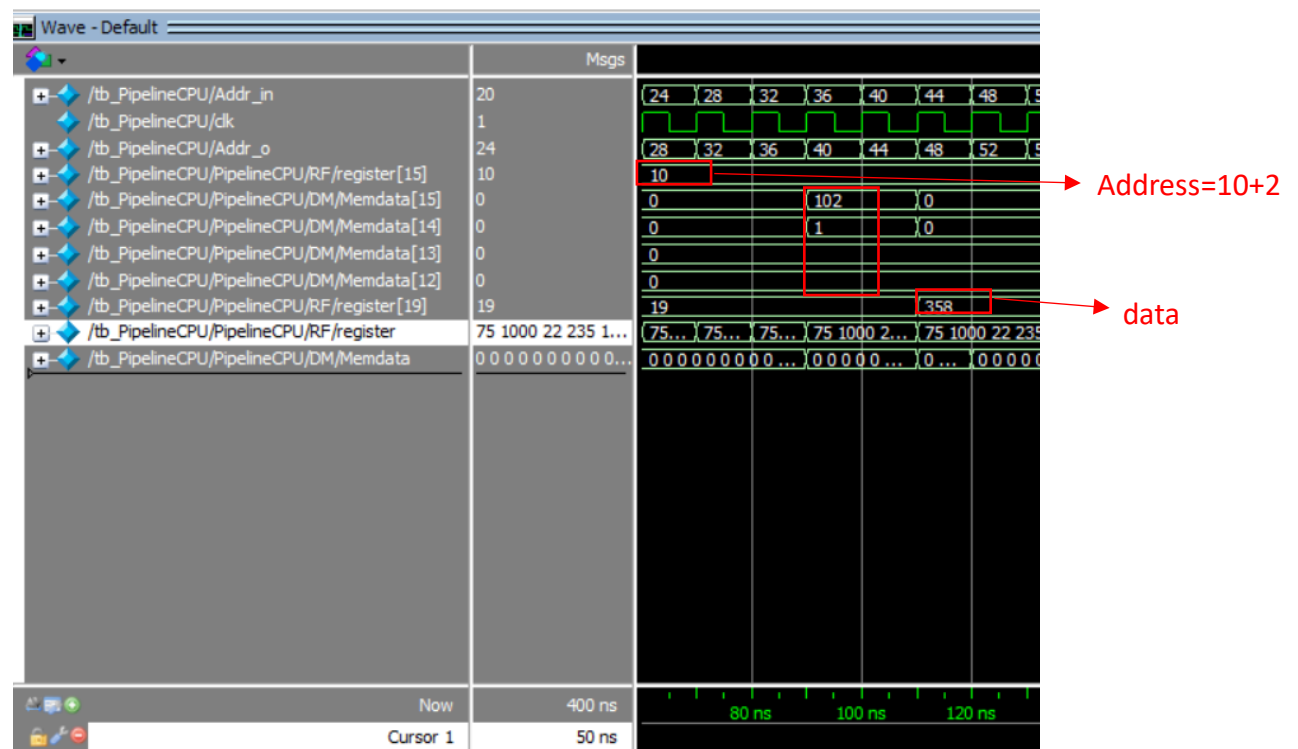 Wave - Default
Msgs
/tb_PipelineCPU/Addr_in 20 24 28 32 36 40 44 48 5
/tb_PipelineCPU/clk 1
/tb_PipelineCPU/Addr_o 24 28 32 36 40 44 48 52 5
/tb_PipelineCPU/PipelineCPU/RF/register[15] 10 10 Address=10+2
/tb_PipelineCPU/PipelineCPU/DM/Memdata[15] 0 0 102 0
/tb_PipelineCPU/PipelineCPU/DM/Memdata[14] 0 0 1 0
/tb_PipelineCPU/PipelineCPU/DM/Memdata[13] 0 0
/tb_PipelineCPU/PipelineCPU/DM/Memdata[12] 0 0
/tb_PipelineCPU/PipelineCPU/RF/register[19] 19 19 358 data
/tb_PipelineCPU/PipelineCPU/RF/register 75 1000 22 235 1... 75... 75... 75... 75 1000 2... 75 1000 22 235
/tb_PipelineCPU/PipelineCPU/DM/Memdata 0 0 0 0 0 0 0 0 0 0... 0 0 0 0 0 0 0 0 0 0 ... 0 0 0 0 0 ... 0 ... 0 0 0 0 0
Now 400 ns 80 ns 100 ns 120 ns
Cursor 1 50 ns